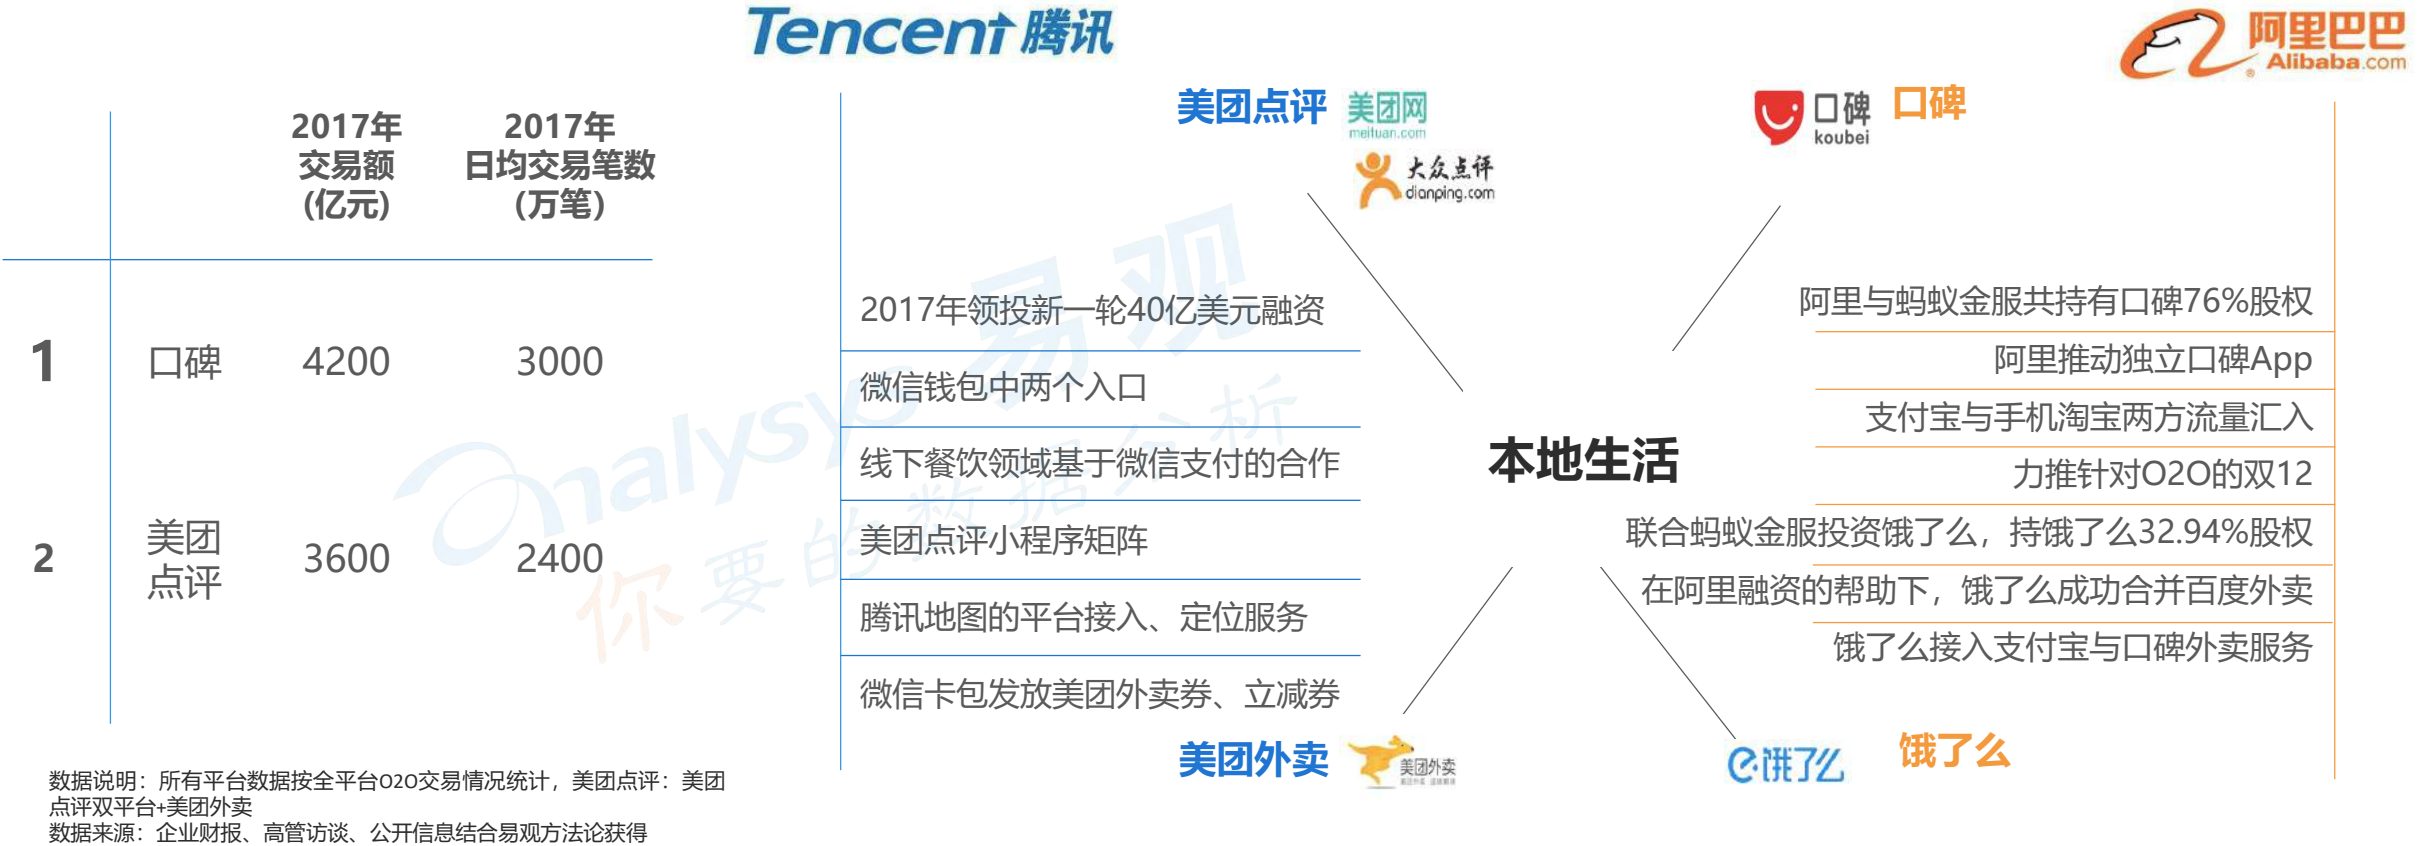 Tencent 腾讯
阿里巴巴
Alibaba.com
2017年
交易额
(亿元)
2017年
日均交易笔数
(万笔)
1
口碑
4200
3000
2
美团
点评
3600
2400
数据说明：所有平台数据按全平台O2O交易情况统计，美团点评：美团
点评双平台+美团外卖
数据来源：企业财报、高管访谈、公开信息结合易观方法论获得
analysys 易观
你要的数据分析
美团点评
美团网
meituan.com
大众点评
dianping.com
2017年领投新一轮40亿美元融资
微信钱包中两个入口
线下餐饮领域基于微信支付的合作
美团点评小程序矩阵
腾讯地图的平台接入、定位服务
微信卡包发放美团外卖券、立减券
美团外卖
美团外卖
本地生活
口碑
koubei
口碑
阿里与蚂蚁金服共持有口碑76%股权
阿里推动独立口碑App
支付宝与手机淘宝两方流量汇入
力推针对O2O的双12
联合蚂蚁金服投资饿了么，持饿了么32.94%股权
在阿里融资的帮助下，饿了么成功合并百度外卖
饿了么接入支付宝与口碑外卖服务
饿了么
饿了么